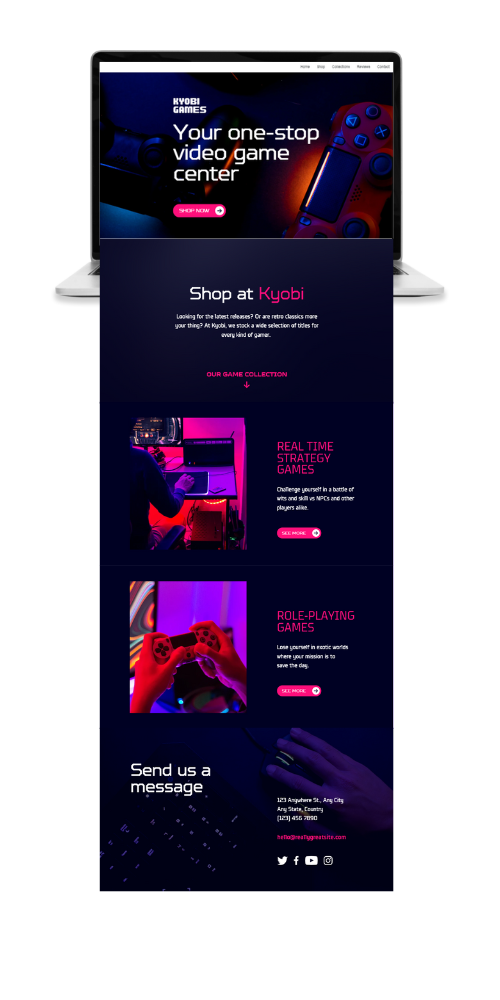 Home Shop Collections Reviews Contact
KYOBI
GAMES
Your one-stop
video game
center
SHOP NOW
Shop at Kyobi
Looking for the latest releases? Or are retro classics more
your thing? At Kyobi, we stock a wide selection of titles for
every kind of gamer.
OUR GAME COLLECTION
REAL TIME
STRATEGY
GAMES
Challenge yourself in a battle of
wits and skill vs NPCs and other
players alike.
SEE MORE
ROLE-PLAYING
GAMES
Lose yourself in exotic worlds
where your mission is to
save the day.
SEE MORE
Send us a
message
123 Anywhere St., Any City
Any State, Country
(123) 456 7890
hello@reallygreatsite.com